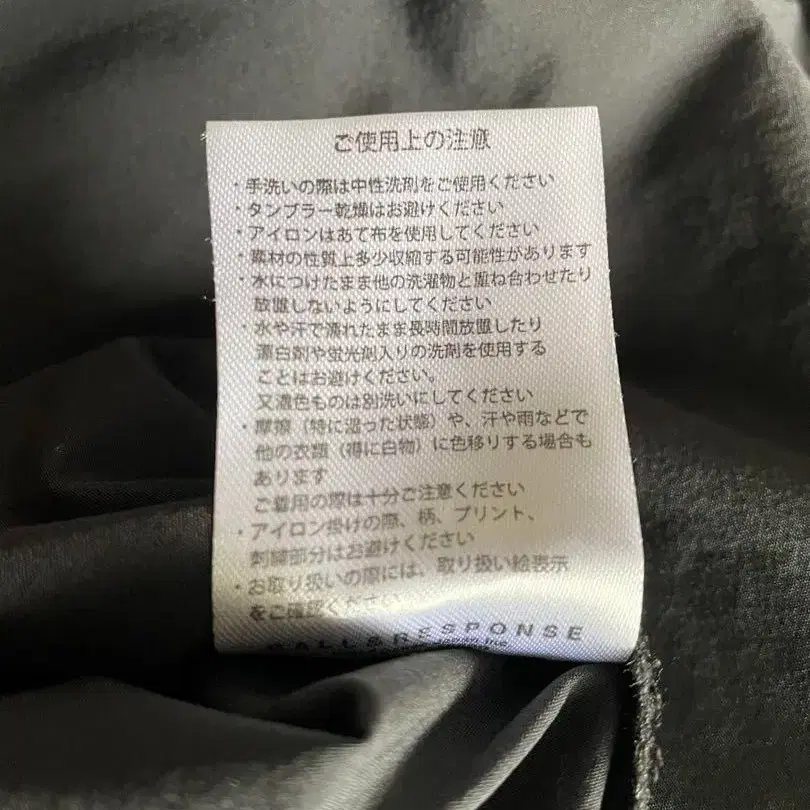 ご使用上の注意
・手洗いの際は中性洗剤をご使用ください
・タンブラー乾燥はお避けください
・アイロンはあて布を使用してください
・素材の性質上多少収縮する可能性があります
・水につけたまま他の洗濯物と重ね合わせたり
放置しないようにしてください
・水や汗で濡れたまま長時間放置したり
漂白剤や蛍光剤入りの洗剤を使用する
ことはお避けください。
又濃色ものは別洗いにしてください
・摩擦（特に湿った状態）や、汗や雨などで
他の衣類（得に白物）に色移りする場合も
あります
ご着用の際は十分ご注意ください
・アイロン掛けの際、柄、プリント、
刺繍部分はお避けください
・お取り扱いの際には、取り扱い絵表示
をご確認ください
CALL&RESPONSE